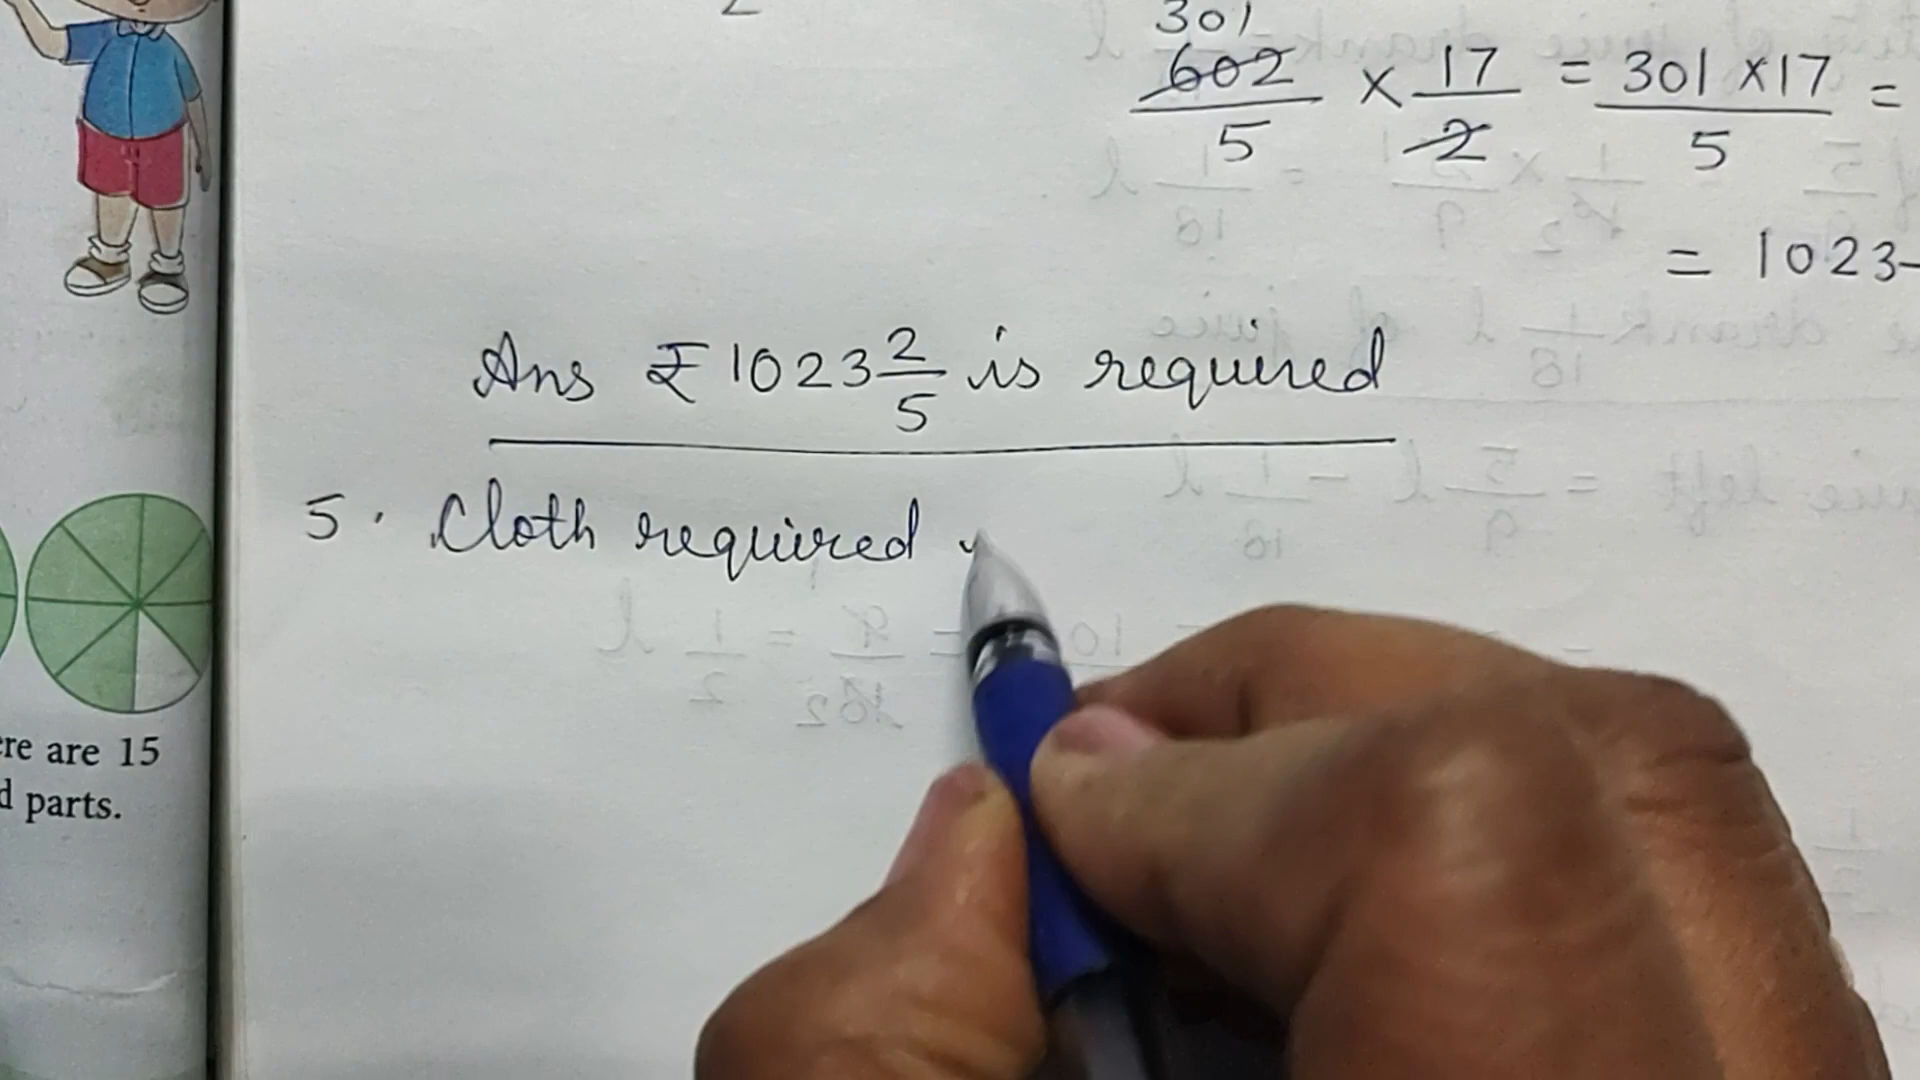 301
602/5 × 17/2 = 301 × 17/5 =
= 1023
Ans ₹ 1023 2/5 is required
5. Cloth required
re are 15
d parts.